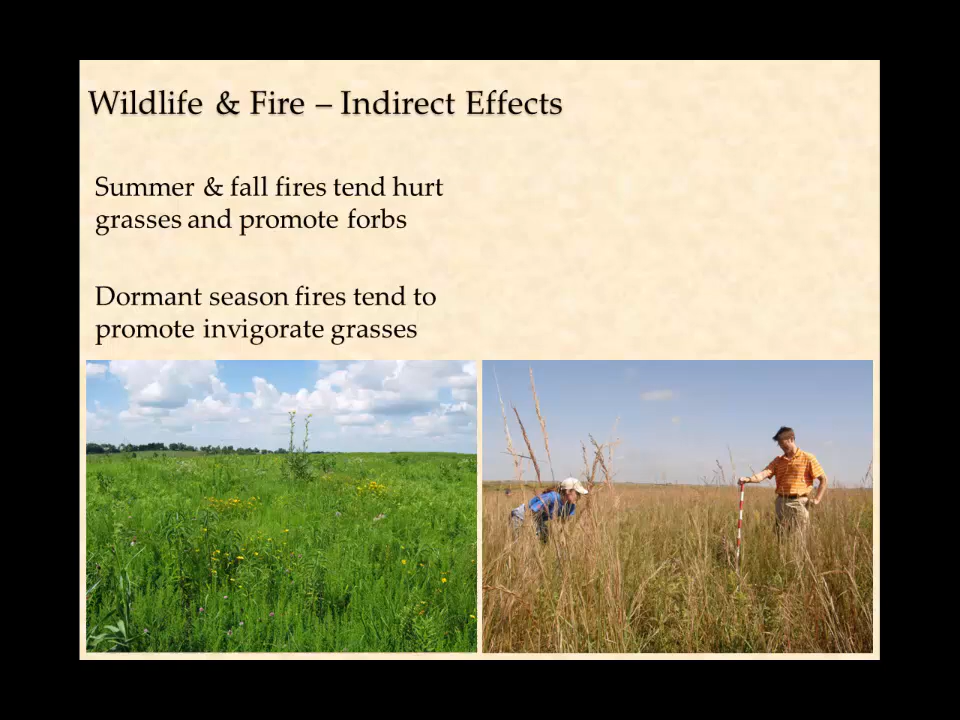 Wildlife & Fire – Indirect Effects
Summer & fall fires tend hurt
grasses and promote forbs
Dormant season fires tend to
promote invigorate grasses